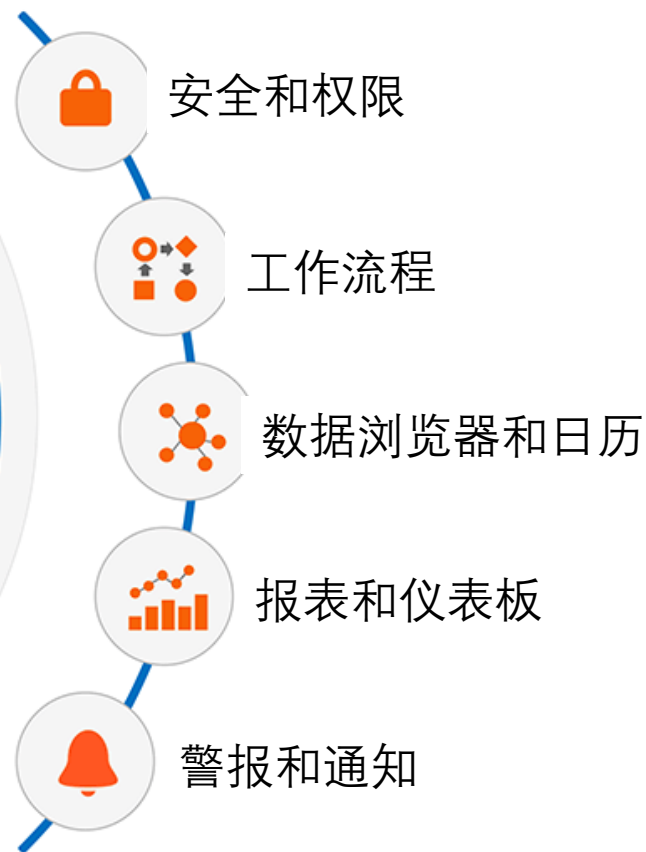 安全和权限
工作流程
数据浏览器和日历
报表和仪表板
警报和通知